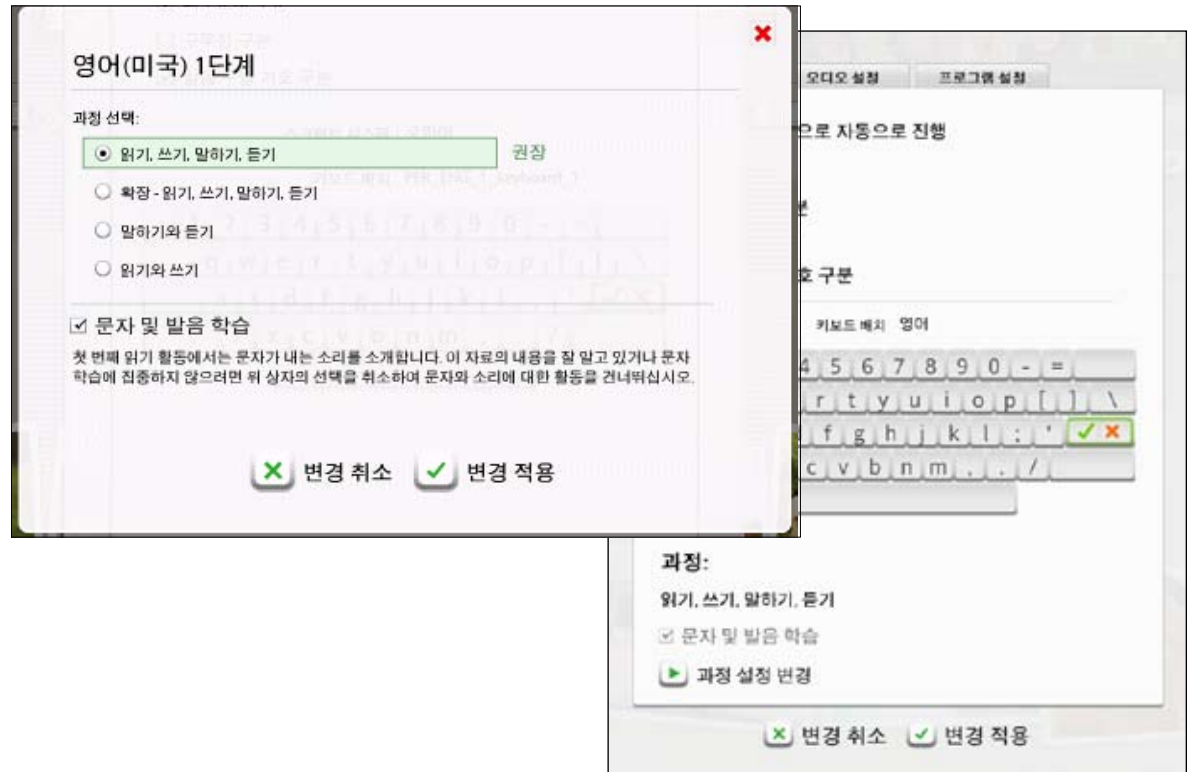 영어(미국) 1단계
과정 선택:
읽기, 쓰기, 말하기, 듣기 권장
확장 - 읽기, 쓰기, 말하기, 듣기
말하기와 듣기
읽기와 쓰기
문자 및 발음 학습
첫 번째 읽기 활동에서는 문자가 내는 소리를 소개합니다. 이 자료의 내용을 잘 알고 있거나 문자
학습에 집중하지 않으려면 위 상자의 선택을 취소하여 문자와 소리에 대한 활동을 건너뛰십시오.
변경 취소 변경 적용
오디오 설정 프로그램 설정
으로 자동으로 진행
호 구분
키보드 배치 영어
4 5 6 7 8 9 0 - =
r t y u i o p [ ] \
f g h j k l ; '
c v b n m , . /
과정:
읽기, 쓰기, 말하기, 듣기
문자 및 발음 학습
과정 설정 변경
변경 취소 변경 적용